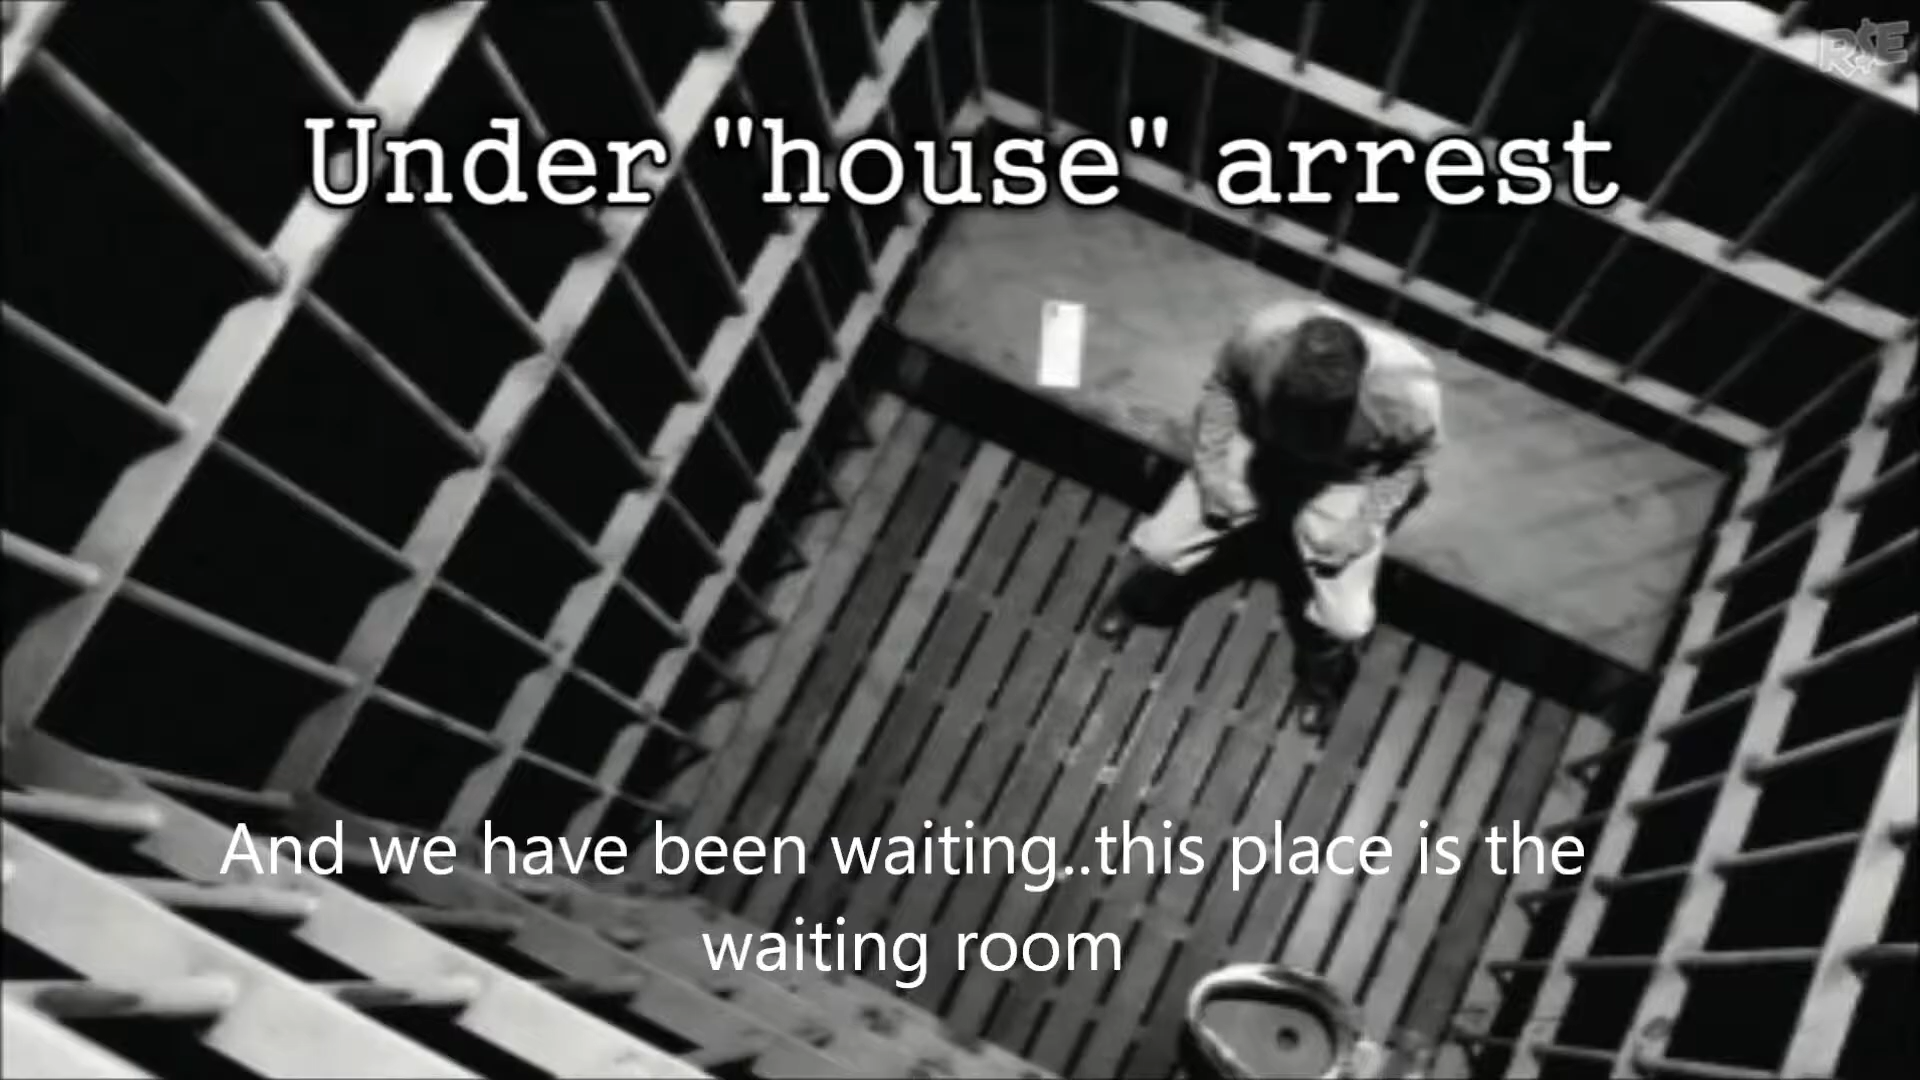 R$E
Under "house" arrest
And we have been waiting..this place is the
waiting room